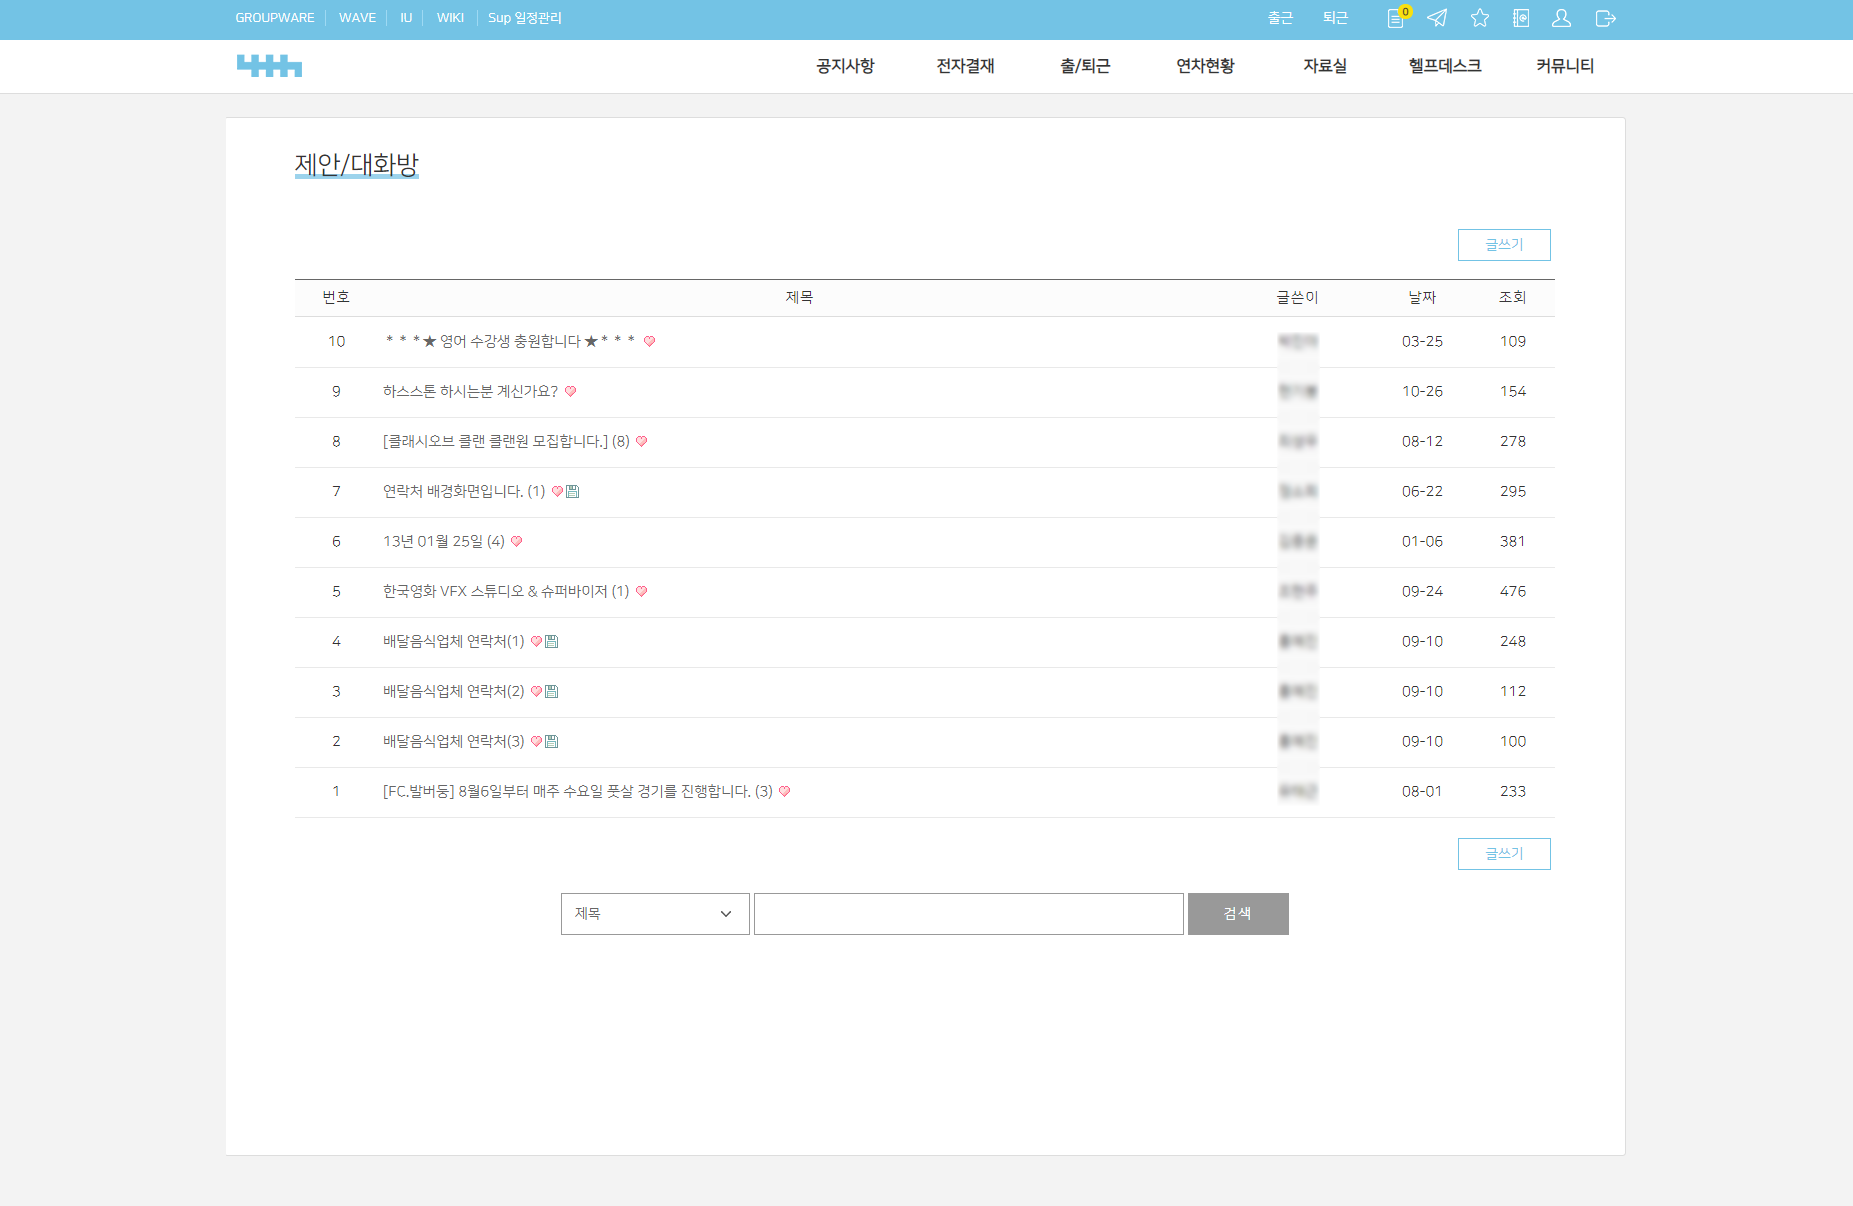 GROUPWARE WAVE IU WIKI Sup 일정관리 출근 퇴근 0
공지사항 전자결재 출/퇴근 연차현황 자료실 헬프데스크 커뮤니티
제안/대화방
글쓰기
번호 제목 글쓴이 날짜 조회
10 * * *★ 영어 수강생 충원합니다 ★* * * 03-25 109
9 하스스톤 하시는분 계신가요? 10-26 154
8 [클래시오브 클랜 클랜원 모집합니다.] (8) 08-12 278
7 연락처 배경화면입니다. (1) 06-22 295
6 13년 01월 25일 (4) 01-06 381
5 한국영화 VFX 스튜디오 & 슈퍼바이저 (1) 09-24 476
4 배달음식업체 연락처(1) 09-10 248
3 배달음식업체 연락처(2) 09-10 112
2 배달음식업체 연락처(3) 09-10 100
1 [FC.발버둥] 8월6일부터 매주 수요일 풋살 경기를 진행합니다. (3) 08-01 233
글쓰기
제목 검색